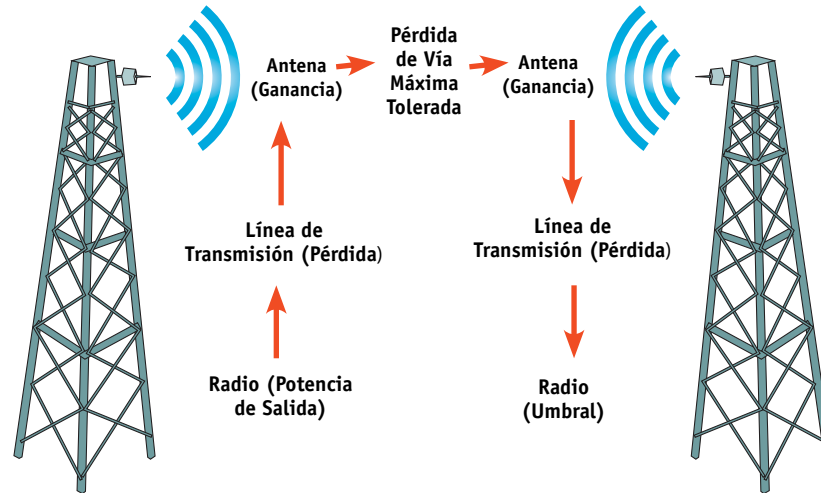 Radio (Potencia
de Salida)
Línea de
Transmisión (Pérdida)
Antena
(Ganancia)
Pérdida
de Vía
Máxima
Tolerada
Antena
(Ganancia)
Línea de
Transmisión (Pérdida)
Radio
(Umbral)